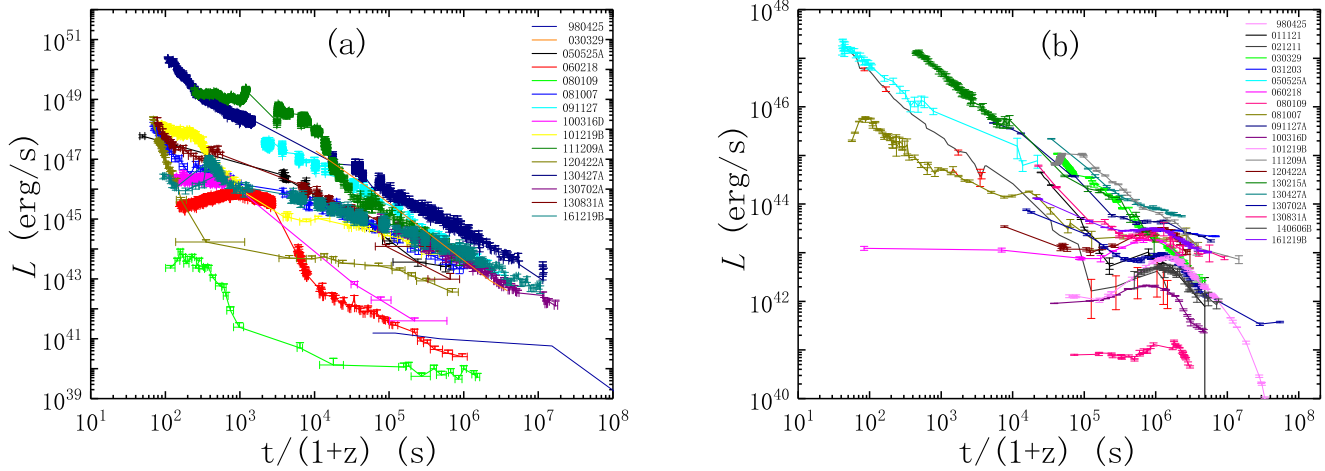 (a)
L (erg/s)
10^51
10^49
10^47
10^45
10^43
10^41
10^39
10^1 10^2 10^3 10^4 10^5 10^6 10^7 10^8
t/(1+z) (s)
980425
030329
050525A
060218
080109
081007
091127
100316D
101219B
111209A
120422A
130427A
130702A
130831A
161219B
(b)
L (erg/s)
10^48
10^46
10^44
10^42
10^40
10^1 10^2 10^3 10^4 10^5 10^6 10^7 10^8
t/(1+z) (s)
980425
011121
021211
030329
031203
050525A
060218
080109
081007
091127A
100316D
101219B
111209A
120422A
130215A
130427A
130702A
130831A
140606B
161219B